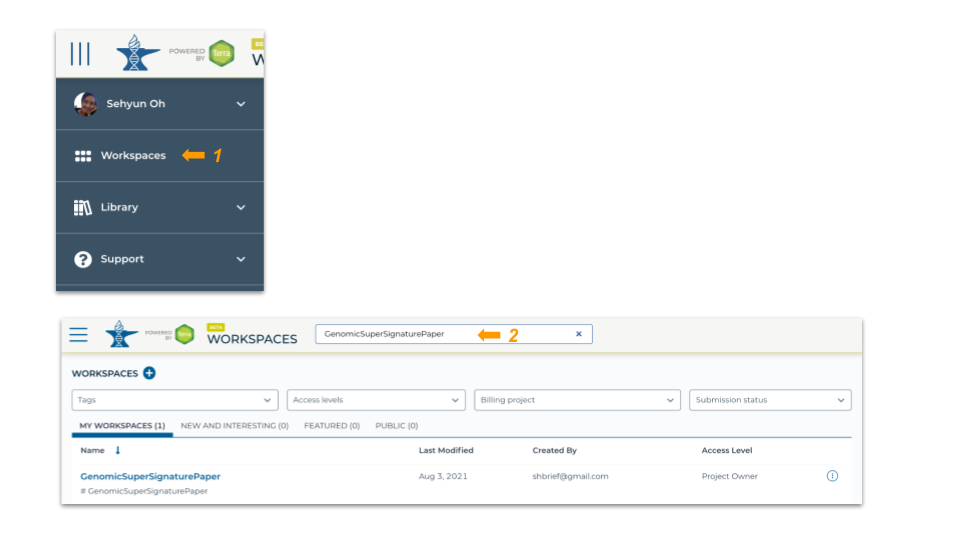 POWERED
BY
Terra
W
Sehyun Oh
Workspaces 1
Library
Support
POWERED
BY
Terra
BETA
WORKSPACES
GenomicSuperSignaturePaper 2 ×
WORKSPACES
Tags
Access levels
Billing project
Submission status
MY WORKSPACES (1) NEW AND INTERESTING (0) FEATURED (0) PUBLIC (0)
Name Last Modified Created By Access Level
GenomicSuperSignaturePaper Aug 3, 2021 shbrief@gmail.com Project Owner
# GenomicSuperSignaturePaper